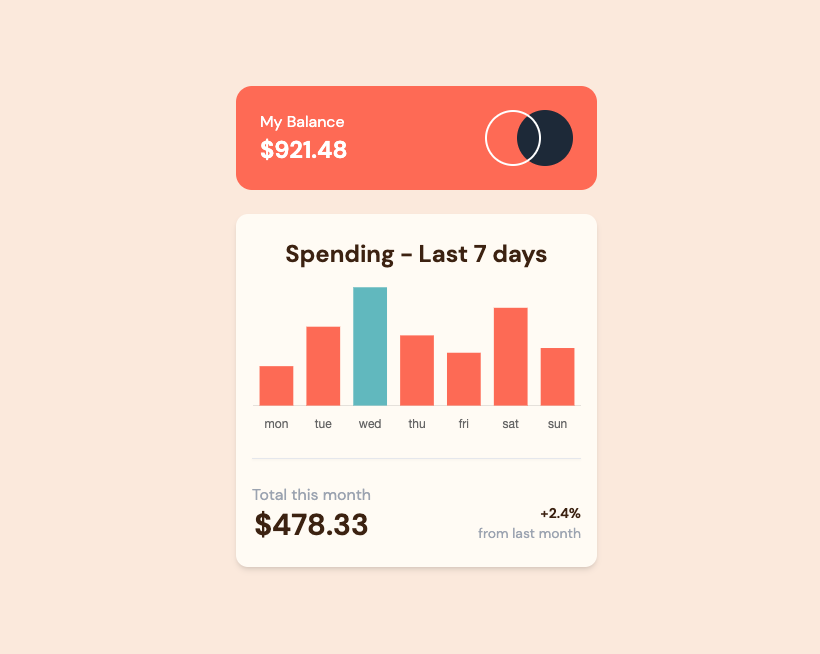 My Balance
$921.48
Spending - Last 7 days
mon tue wed thu fri sat sun
Total this month
$478.33
+2.4%
from last month